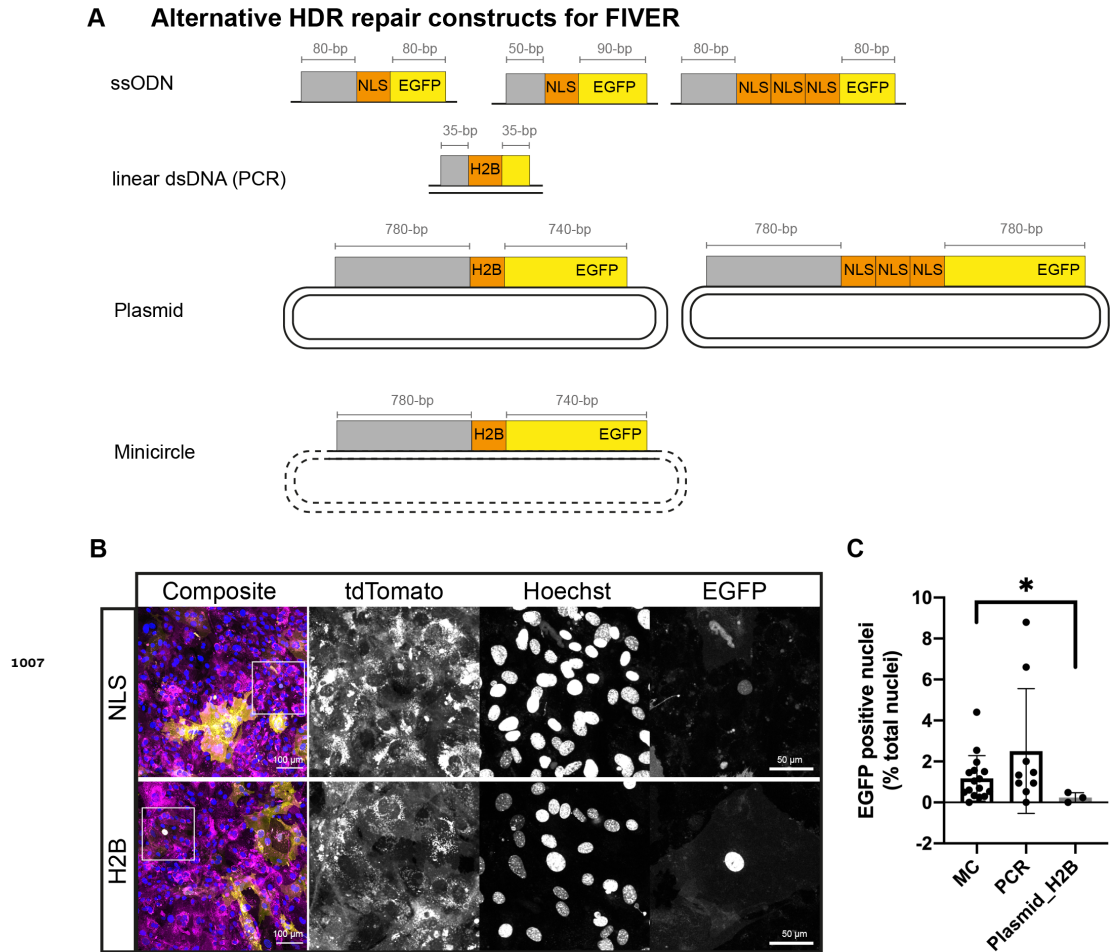 A Alternative HDR repair constructs for FIVER
80-bp 80-bp 50-bp 90-bp 80-bp 80-bp
ssODN NLS EGFP NLS EGFP NLS NLS NLS EGFP
35-bp 35-bp
linear dsDNA (PCR) H2B
780-bp 740-bp 780-bp 780-bp
H2B EGFP NLS NLS NLS EGFP
Plasmid
780-bp 740-bp
H2B EGFP
Minicircle
B
Composite tdTomato Hoechst EGFP
NLS
100 µm 50 µm
H2B
100 µm 50 µm
1007
C
*
EGFP positive nuclei
(% total nuclei)
10
8
6
4
2
0
-2
MC PCR Plasmid_H2B